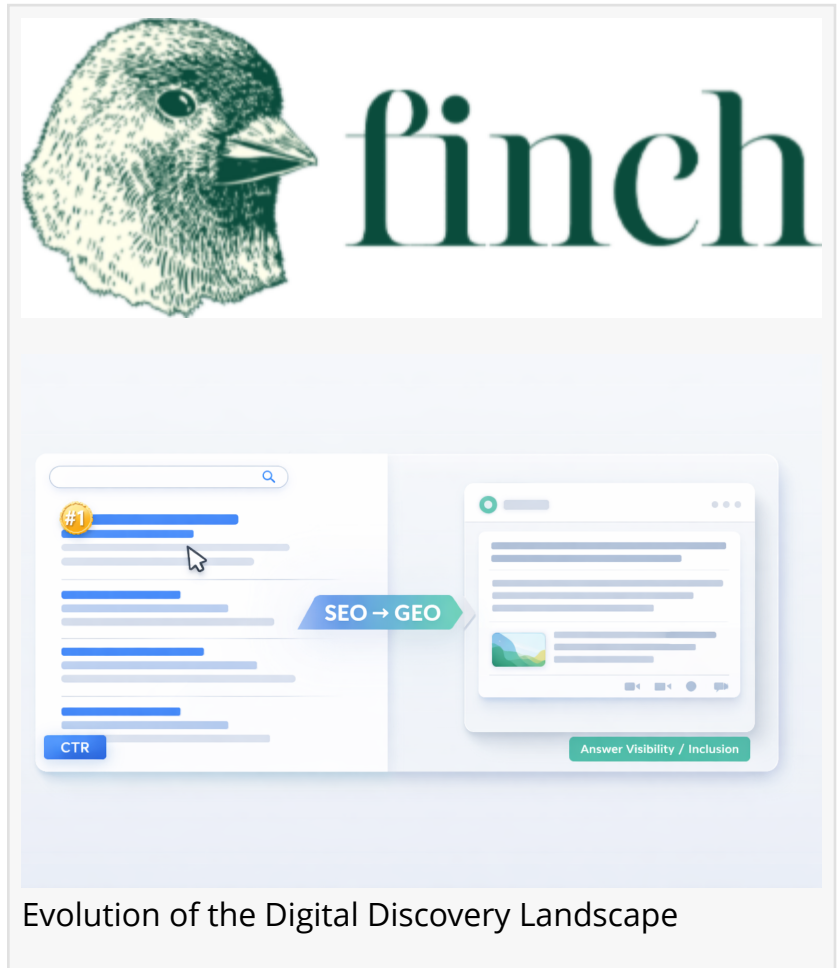 finch
#1
SEO → GEO
CTR
Answer Visibility / Inclusion
Evolution of the Digital Discovery Landscape